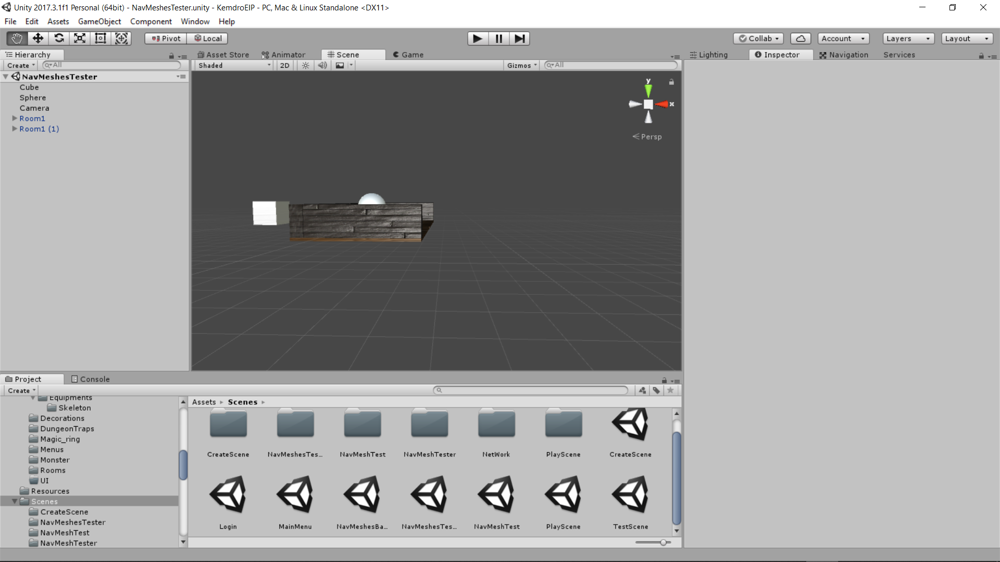 Unity 2017.3.1f1 Personal (64bit) - NavMeshesTester.unity - KemdroEIP - PC, Mac & Linux Standalone <DX11>
File Edit Assets GameObject Component Window Help
Pivot Local Collab Account Layers Layout
Hierarchy Asset Store Animator Scene Game Lighting Inspector Navigation Services
Create All Shaded 2D Gizmos All
NavMeshesTester
Cube
Sphere
Camera
Room1
Room1 (1)
y
x
Persp
Project Console
Create
Equipments
Skeleton
Decorations
DungeonTraps
Magic_ring
Menus
Monster
Rooms
UI
Resources
Scenes
CreateScene
NavMeshesTester
NavMeshTest
NavMeshTester
Assets Scenes
CreateScene NavMeshesTes... NavMeshTest NavMeshTester NetWork PlayScene CreateScene
Login MainMenu NavMeshesBa... NavMeshesTes... NavMeshTest PlayScene TestScene